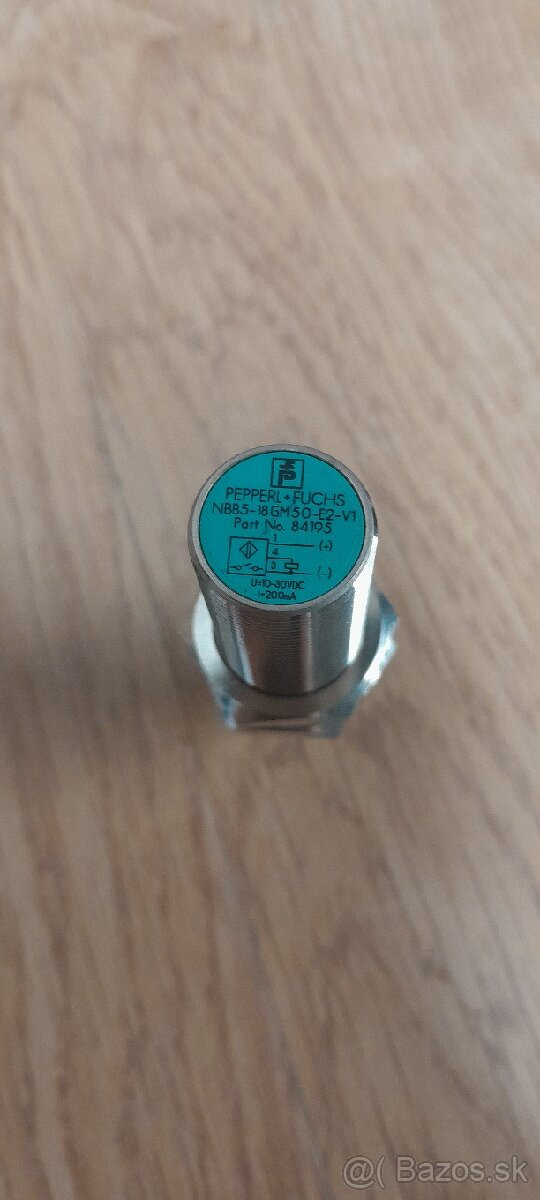 PEPPERL+FUCHS
NBB5-18GM50-E2-V1
Part No. 84195
1 (+)
4
3 (-)
U=10-30VDC
I=200mA
@( Bazos.sk